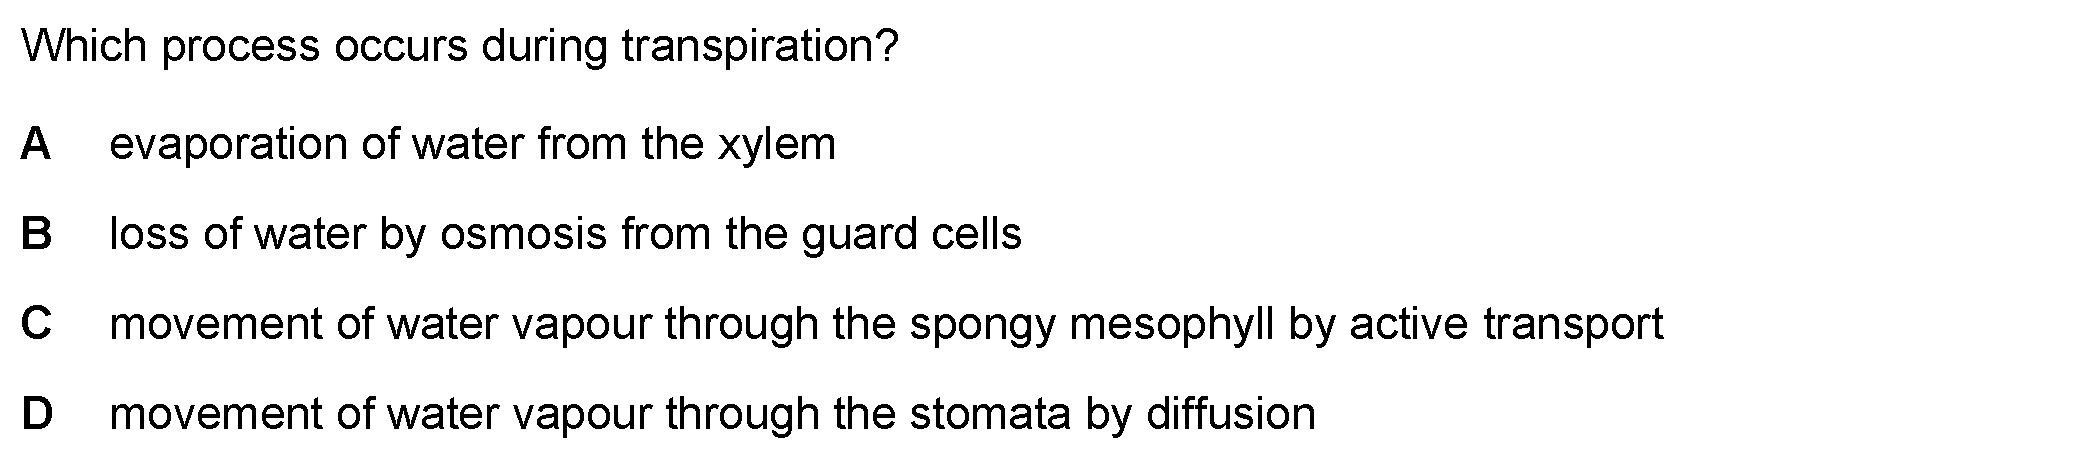 Which process occurs during transpiration?
A evaporation of water from the xylem
B loss of water by osmosis from the guard cells
C movement of water vapour through the spongy mesophyll by active transport
D movement of water vapour through the stomata by diffusion